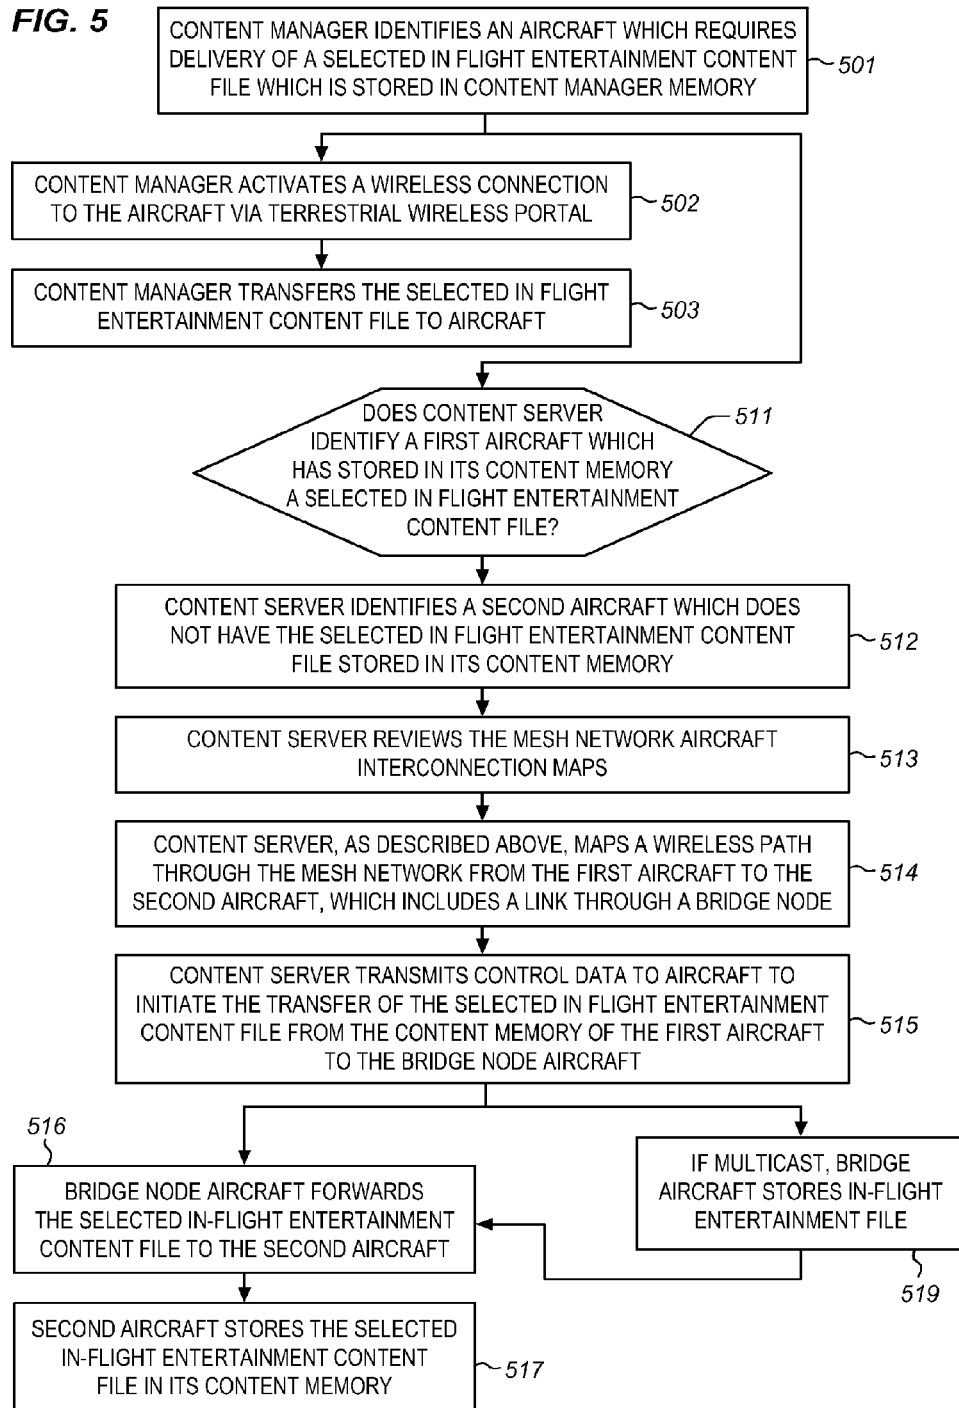 FIG. 5
CONTENT MANAGER IDENTIFIES AN AIRCRAFT WHICH REQUIRES
DELIVERY OF A SELECTED IN FLIGHT ENTERTAINMENT CONTENT
FILE WHICH IS STORED IN CONTENT MANAGER MEMORY
501
CONTENT MANAGER ACTIVATES A WIRELESS CONNECTION
TO THE AIRCRAFT VIA TERRESTRIAL WIRELESS PORTAL
502
CONTENT MANAGER TRANSFERS THE SELECTED IN FLIGHT
ENTERTAINMENT CONTENT FILE TO AIRCRAFT
503
DOES CONTENT SERVER
IDENTIFY A FIRST AIRCRAFT WHICH
HAS STORED IN ITS CONTENT MEMORY
A SELECTED IN FLIGHT ENTERTAINMENT
CONTENT FILE?
511
CONTENT SERVER IDENTIFIES A SECOND AIRCRAFT WHICH DOES
NOT HAVE THE SELECTED IN FLIGHT ENTERTAINMENT CONTENT
FILE STORED IN ITS CONTENT MEMORY
512
CONTENT SERVER REVIEWS THE MESH NETWORK AIRCRAFT
INTERCONNECTION MAPS
513
CONTENT SERVER, AS DESCRIBED ABOVE, MAPS A WIRELESS PATH
THROUGH THE MESH NETWORK FROM THE FIRST AIRCRAFT TO THE
SECOND AIRCRAFT, WHICH INCLUDES A LINK THROUGH A BRIDGE NODE
514
CONTENT SERVER TRANSMITS CONTROL DATA TO AIRCRAFT TO
INITIATE THE TRANSFER OF THE SELECTED IN FLIGHT ENTERTAINMENT
CONTENT FILE FROM THE CONTENT MEMORY OF THE FIRST AIRCRAFT
TO THE BRIDGE NODE AIRCRAFT
515
516
BRIDGE NODE AIRCRAFT FORWARDS
THE SELECTED IN-FLIGHT ENTERTAINMENT
CONTENT FILE TO THE SECOND AIRCRAFT
IF MULTICAST, BRIDGE
AIRCRAFT STORES IN-FLIGHT
ENTERTAINMENT FILE
519
SECOND AIRCRAFT STORES THE SELECTED
IN-FLIGHT ENTERTAINMENT CONTENT
FILE IN ITS CONTENT MEMORY
517